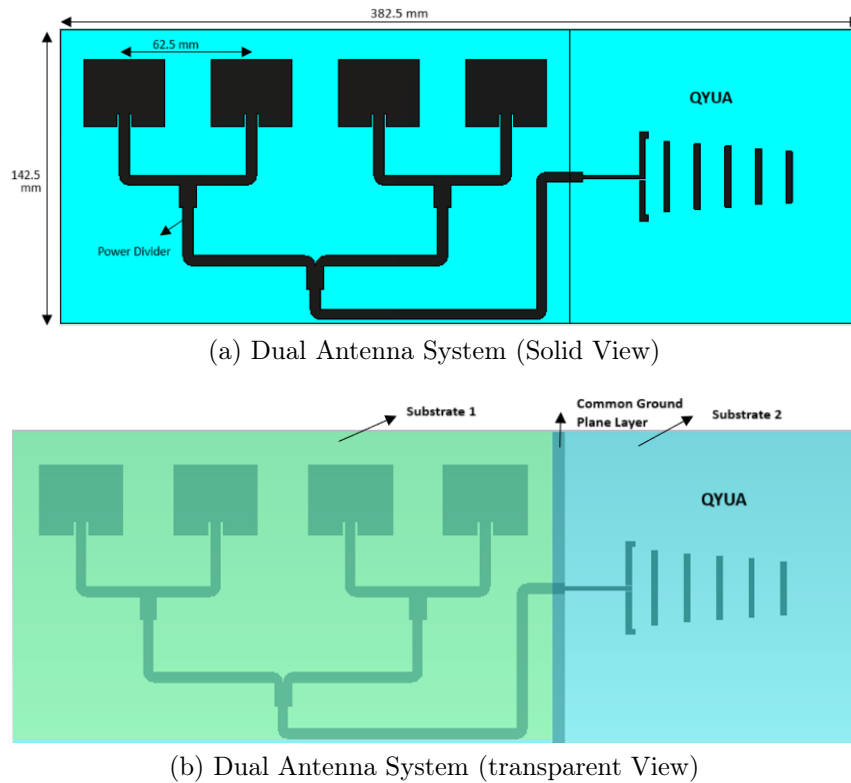 382.5 mm
62.5 mm
QYUA
142.5
mm
Power Divider
(a) Dual Antenna System (Solid View)
Substrate 1
Common Ground
Plane Layer
Substrate 2
QYUA
(b) Dual Antenna System (transparent View)